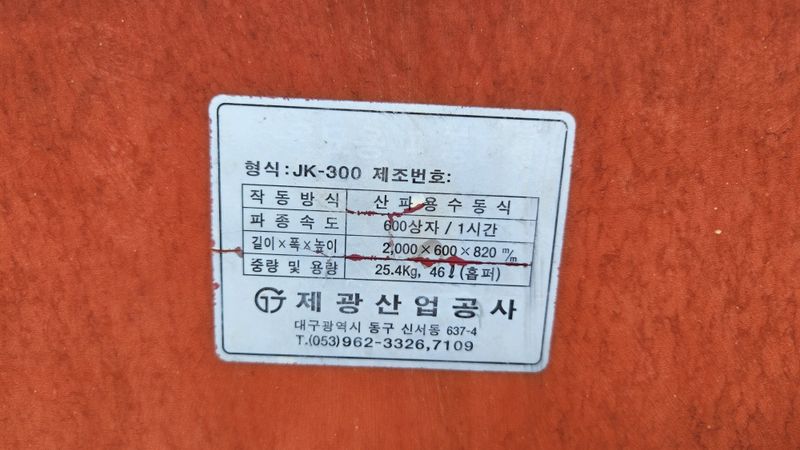 형식:JK-300 제조번호:
작동방식 산파용수동식
파종속도 600상자/1시간
길이×폭×높이 2,000×600×820 m/m
중량 및 용량 25.4Kg, 46ℓ(홉퍼)
제광산업공사
대구광역시 동구 신서동 637-4
T.(053)962-3326,7109